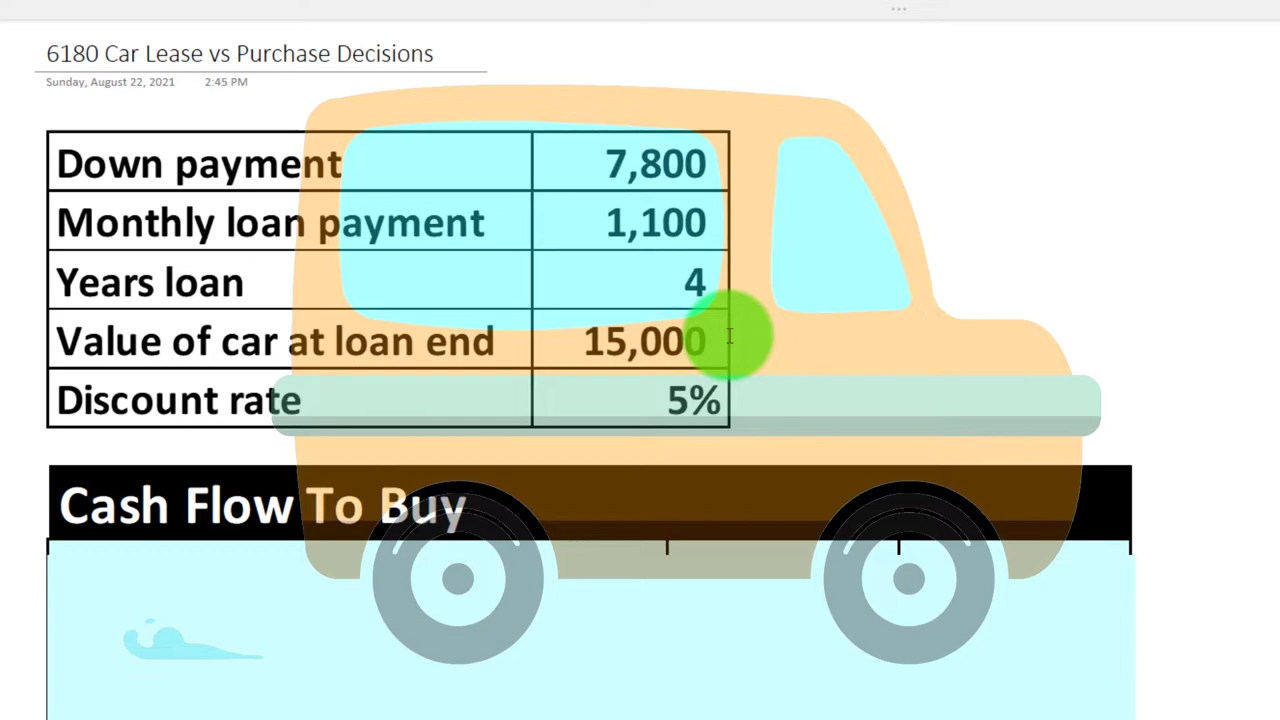 6180 Car Lease vs Purchase Decisions
Sunday, August 22, 2021 2:45 PM
Down payment 7,800
Monthly loan payment 1,100
Years loan 4
Value of car at loan end 15,000
Discount rate 5%
Cash Flow To Buy